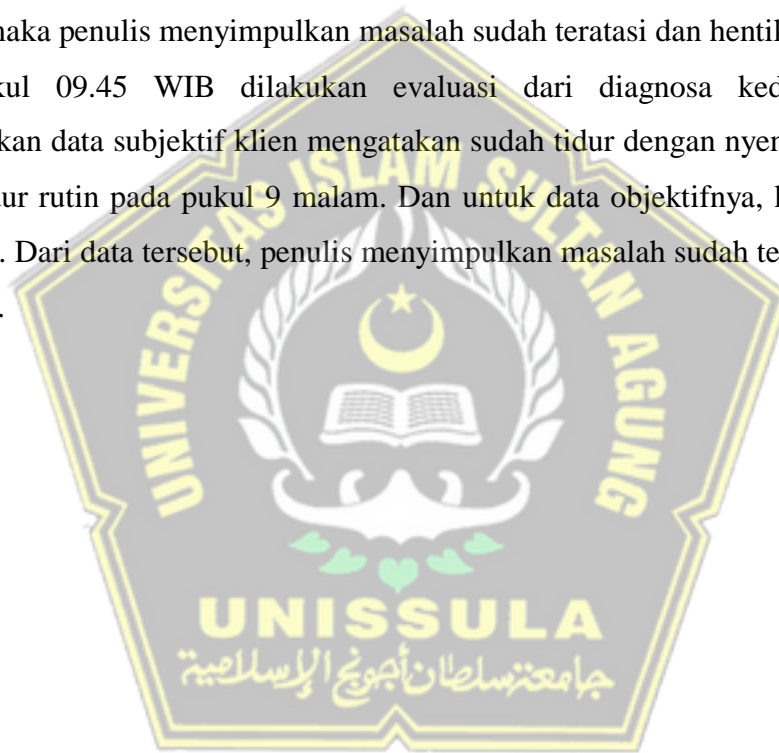 maka penulis menyimpulkan masalah sudah teratasi dan hentik
kul 09.45 WIB dilakukan evaluasi dari diagnosa ked
kan data subjektif klien mengatakan sudah tidur dengan nyen
dur rutin pada pukul 9 malam. Dan untuk data objektifnya,
. Dari data tersebut, penulis menyimpulkan masalah sudah te
.
UNIVERSITAS ISLAM SULTAN AGUNG
UNISSULA
جامعة سلطان أجونج الإسلامية